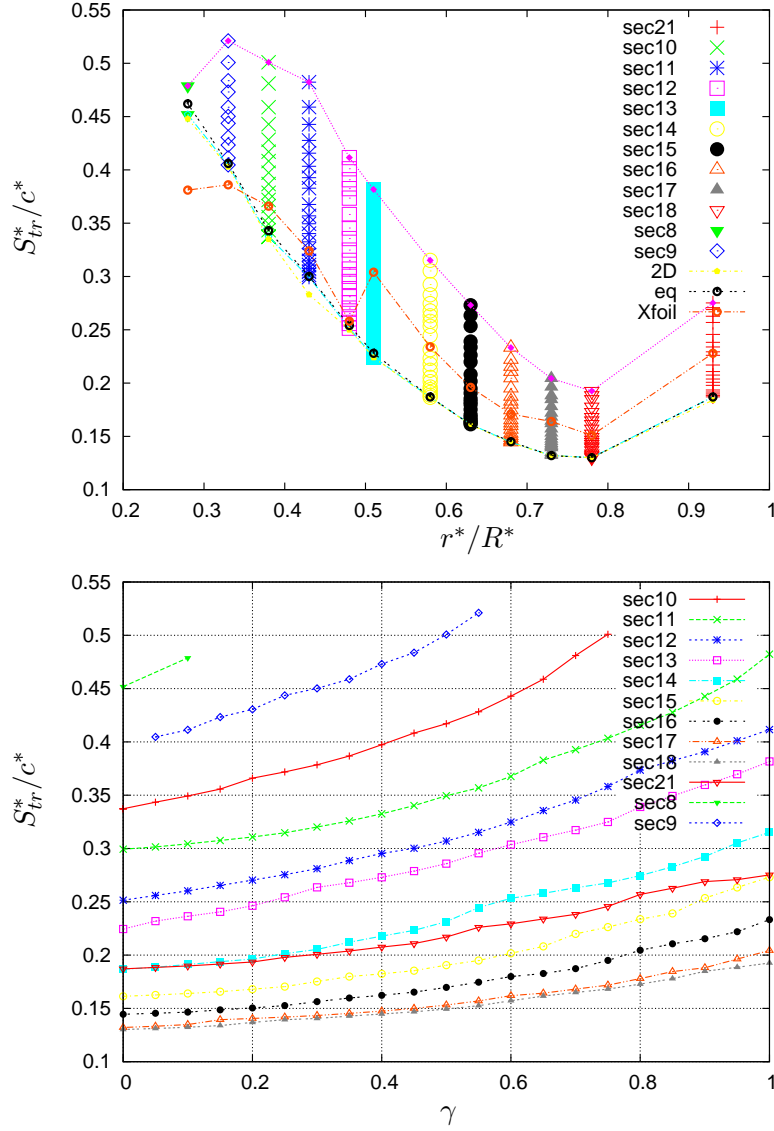 0.55
0.5
0.45
0.4
0.35
0.3
0.25
0.2
0.15
0.1
S*tr/c*
0.2 0.3 0.4 0.5 0.6 0.7 0.8 0.9 1
r*/R*
sec21
sec10
sec11
sec12
sec13
sec14
sec15
sec16
sec17
sec18
sec8
sec9
2D
eq
Xfoil
0.55
0.5
0.45
0.4
0.35
0.3
0.25
0.2
0.15
0.1
S*tr/c*
0 0.2 0.4 0.6 0.8 1
γ
sec10
sec11
sec12
sec13
sec14
sec15
sec16
sec17
sec18
sec21
sec8
sec9